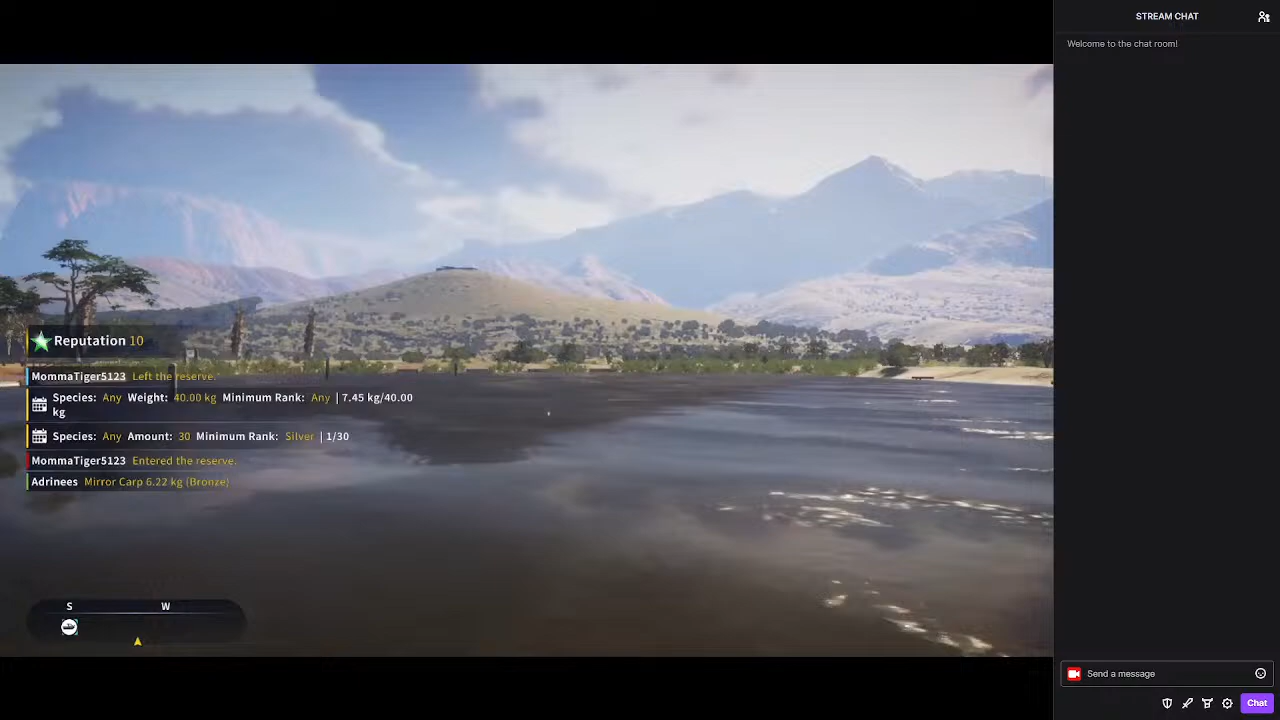 STREAM CHAT
Welcome to the chat room!
Reputation 10
MommaTiger5123 Left the reserve.
Species: Any Weight: 40.00 kg Minimum Rank: Any | 7.45 kg/40.00
kg
Species: Any Amount: 30 Minimum Rank: Silver | 1/30
MommaTiger5123 Entered the reserve.
Adrinees Mirror Carp 6.22 kg (Bronze)
S W
Send a message
Chat